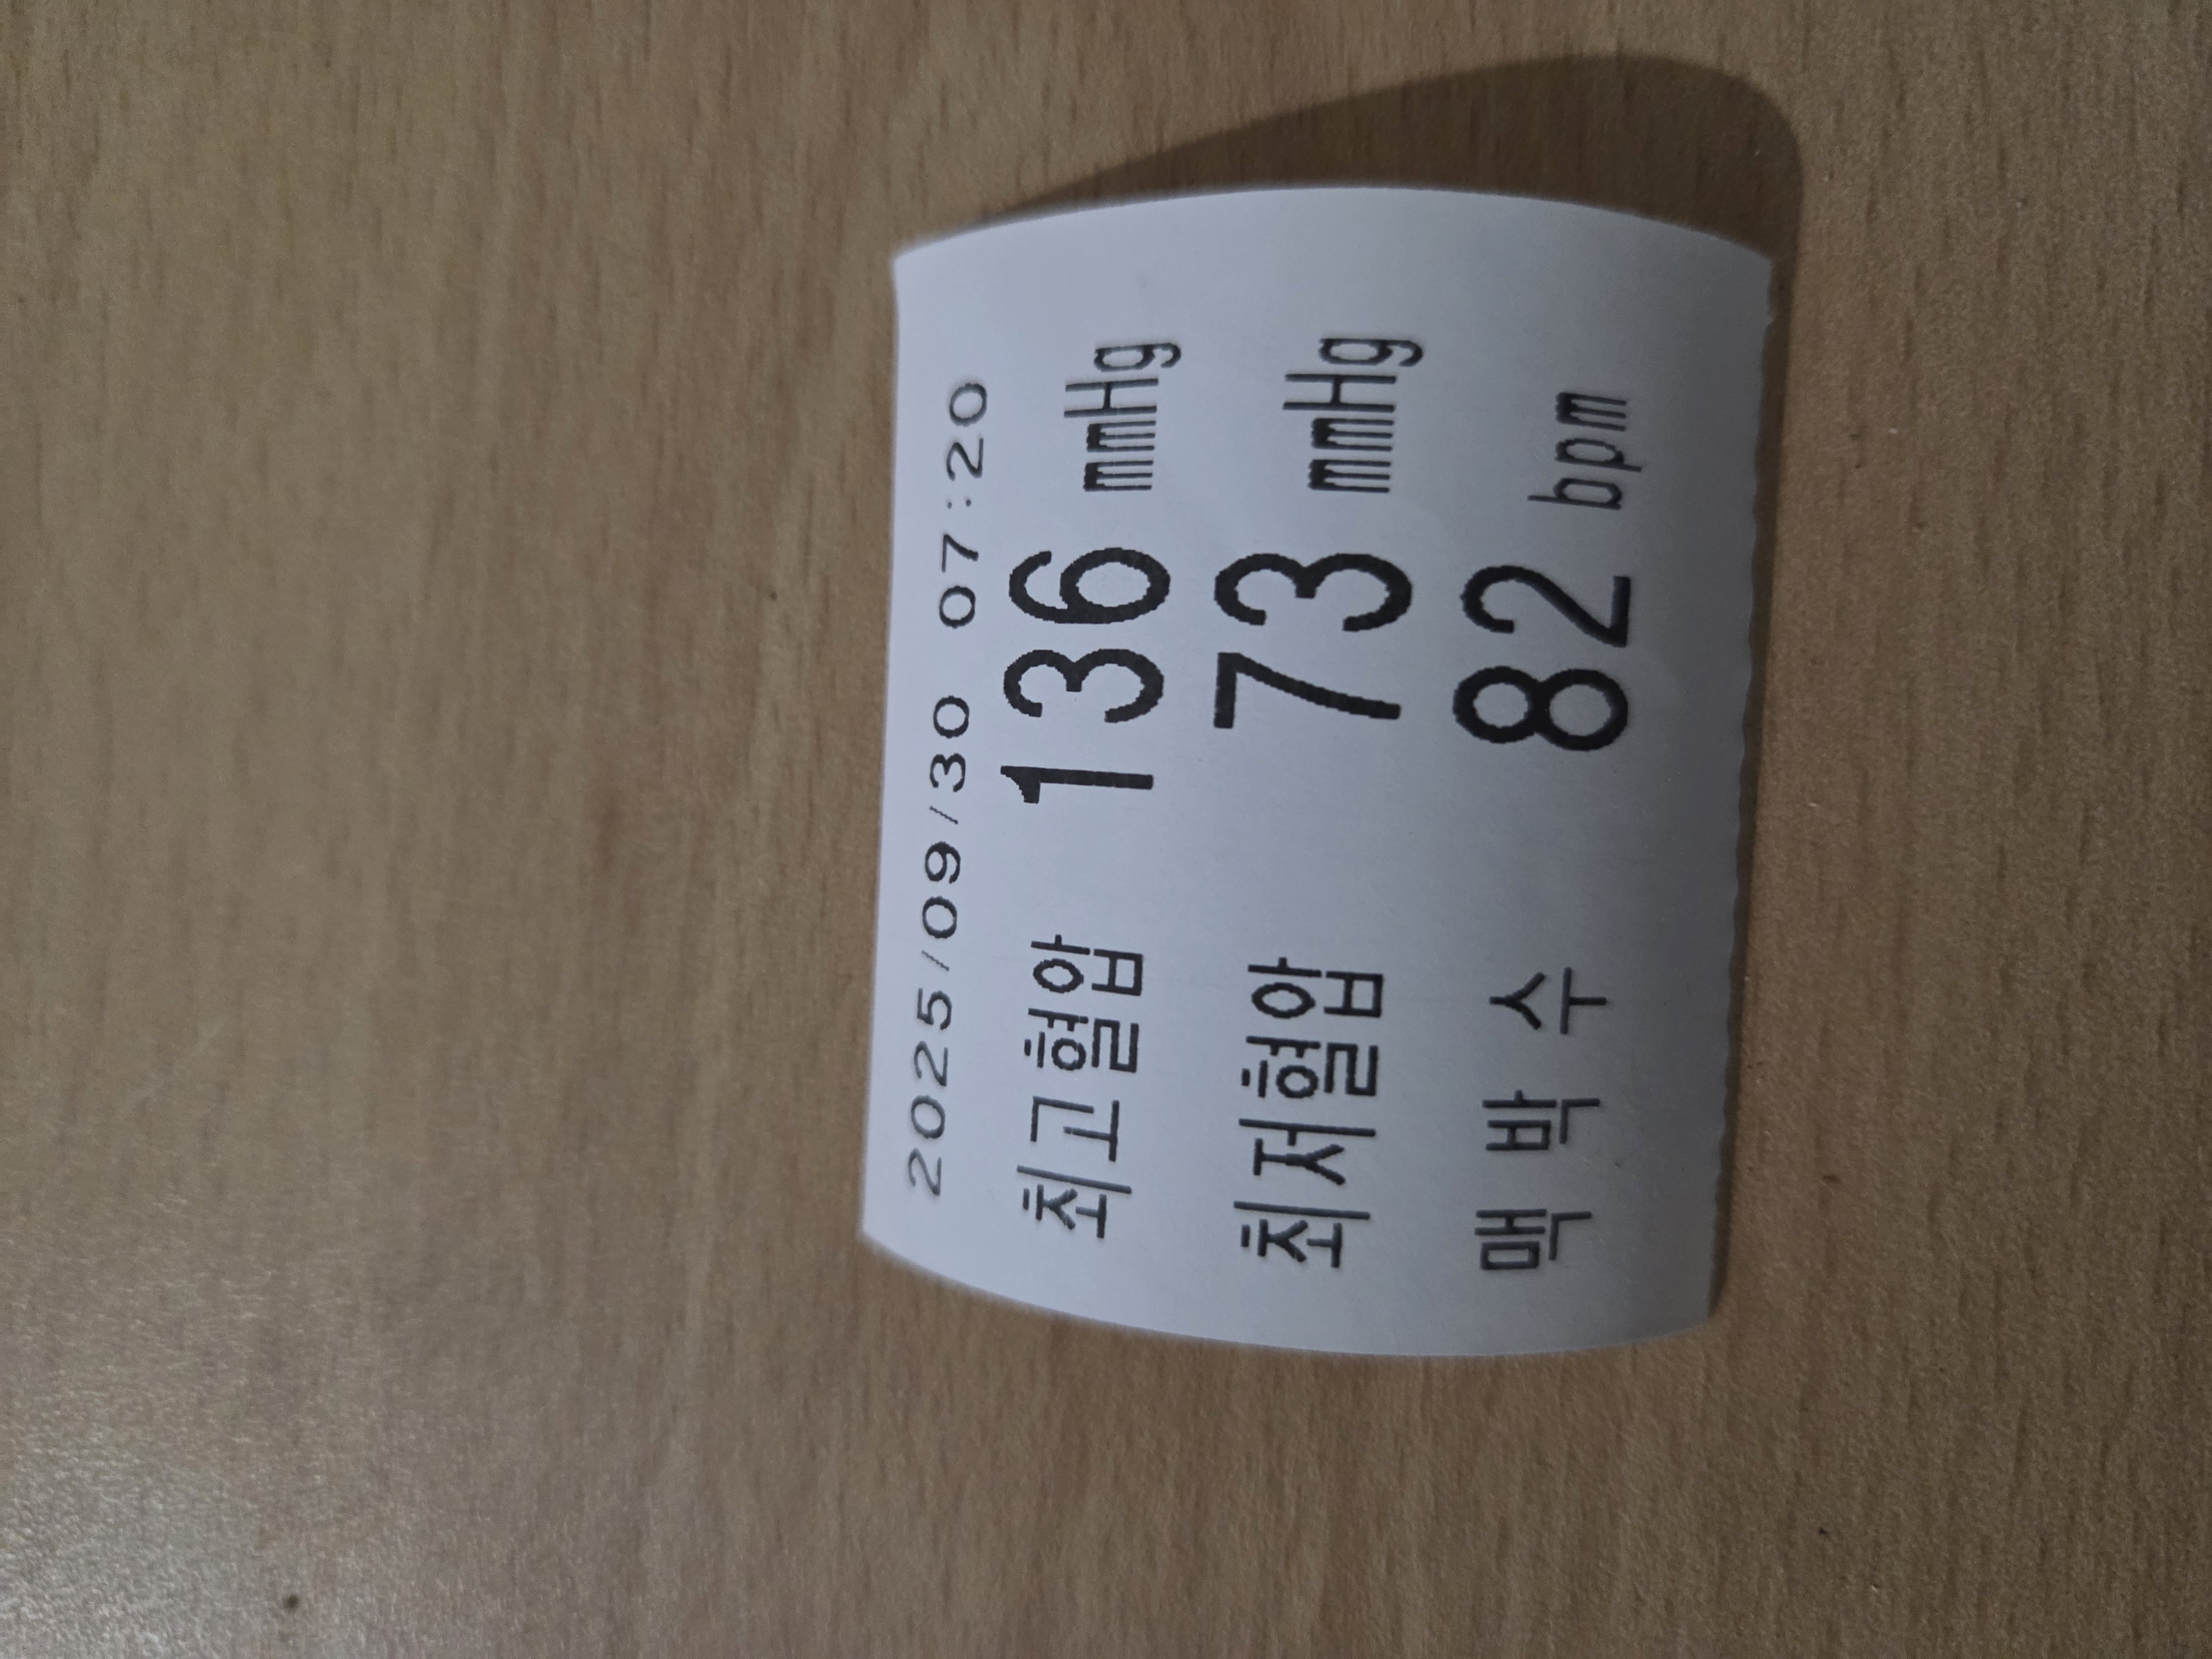 2025/09/30 07:20
최고혈압 136 mmHg
최저혈압 73 mmHg
맥 박 수 82 bpm